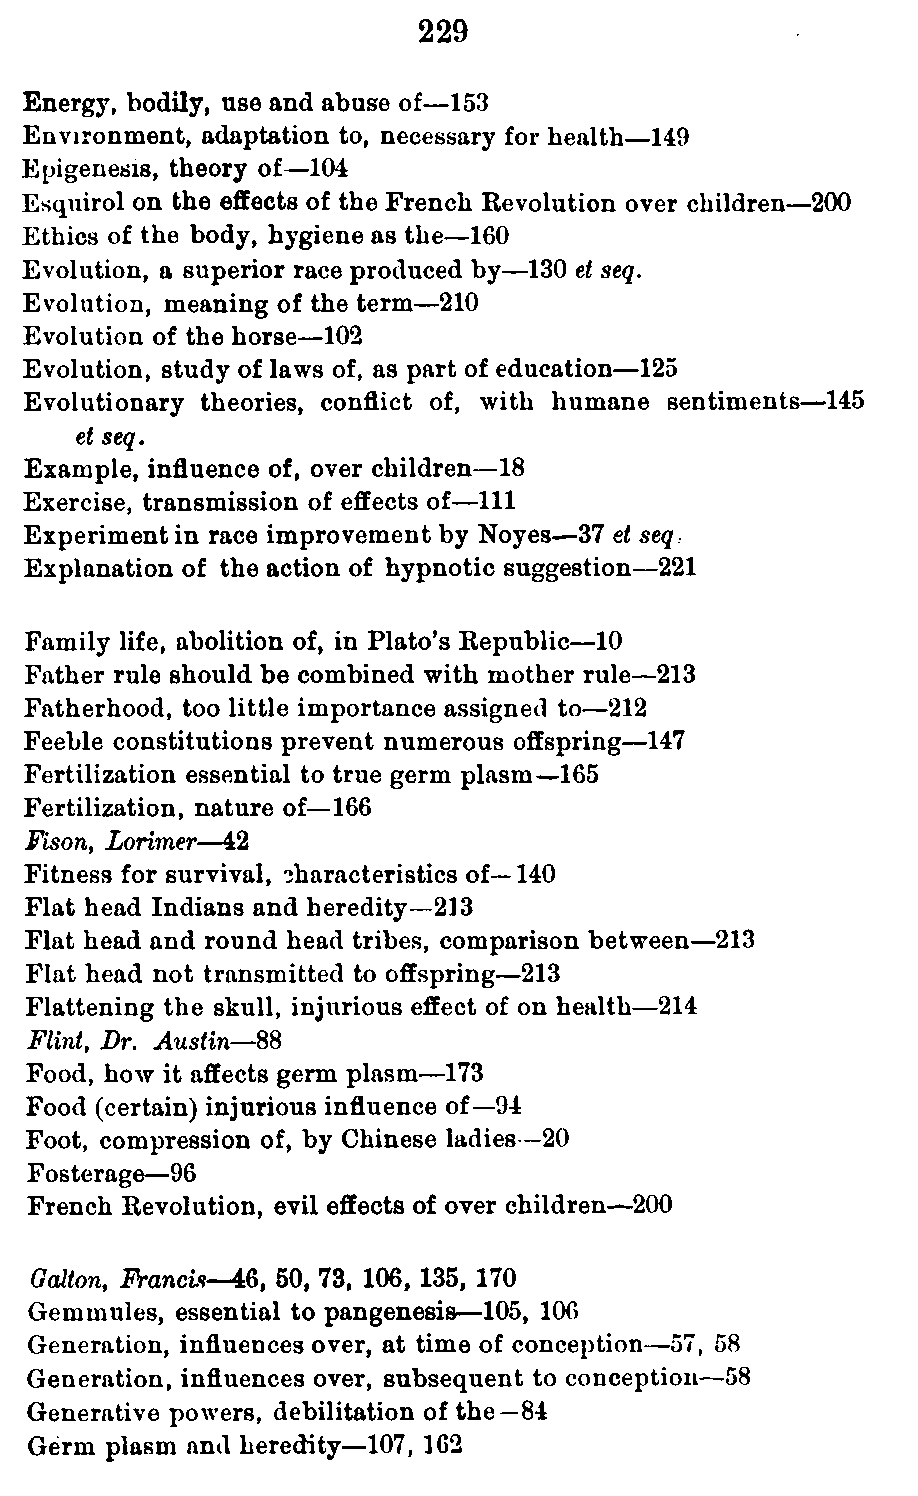 229
Energy, bodily, use and abuse of—153
Environment, adaptation to, necessary for health—149
Epigenesis, theory of—104
Esquirol on the effects of the French Revolution over children—200
Ethics of the body, hygiene as the—160
Evolution, a superior race produced by—130 et seq.
Evolution, meaning of the term—210
Evolution of the horse—102
Evolution, study of laws of, as part of education—125
Evolutionary theories, conflict of, with humane sentiments—145
et seq.
Example, influence of, over children—18
Exercise, transmission of effects of—111
Experiment in race improvement by Noyes—37 et seq.
Explanation of the action of hypnotic suggestion—221
Family life, abolition of, in Plato's Republic—10
Father rule should be combined with mother rule—213
Fatherhood, too little importance assigned to—212
Feeble constitutions prevent numerous offspring—147
Fertilization essential to true germ plasm—165
Fertilization, nature of—166
Fison, Lorimer—42
Fitness for survival, characteristics of—140
Flat head Indians and heredity—213
Flat head and round head tribes, comparison between—213
Flat head not transmitted to offspring—213
Flattening the skull, injurious effect of on health—214
Flint, Dr. Austin—88
Food, how it affects germ plasm—173
Food (certain) injurious influence of—94
Foot, compression of, by Chinese ladies—20
Fosterage—96
French Revolution, evil effects of over children—200
Galton, Francis—46, 50, 73, 106, 135, 170
Gemmules, essential to pangenesis—105, 106
Generation, influences over, at time of conception—57, 58
Generation, influences over, subsequent to conception—58
Generative powers, debilitation of the—84
Germ plasm and heredity—107, 162